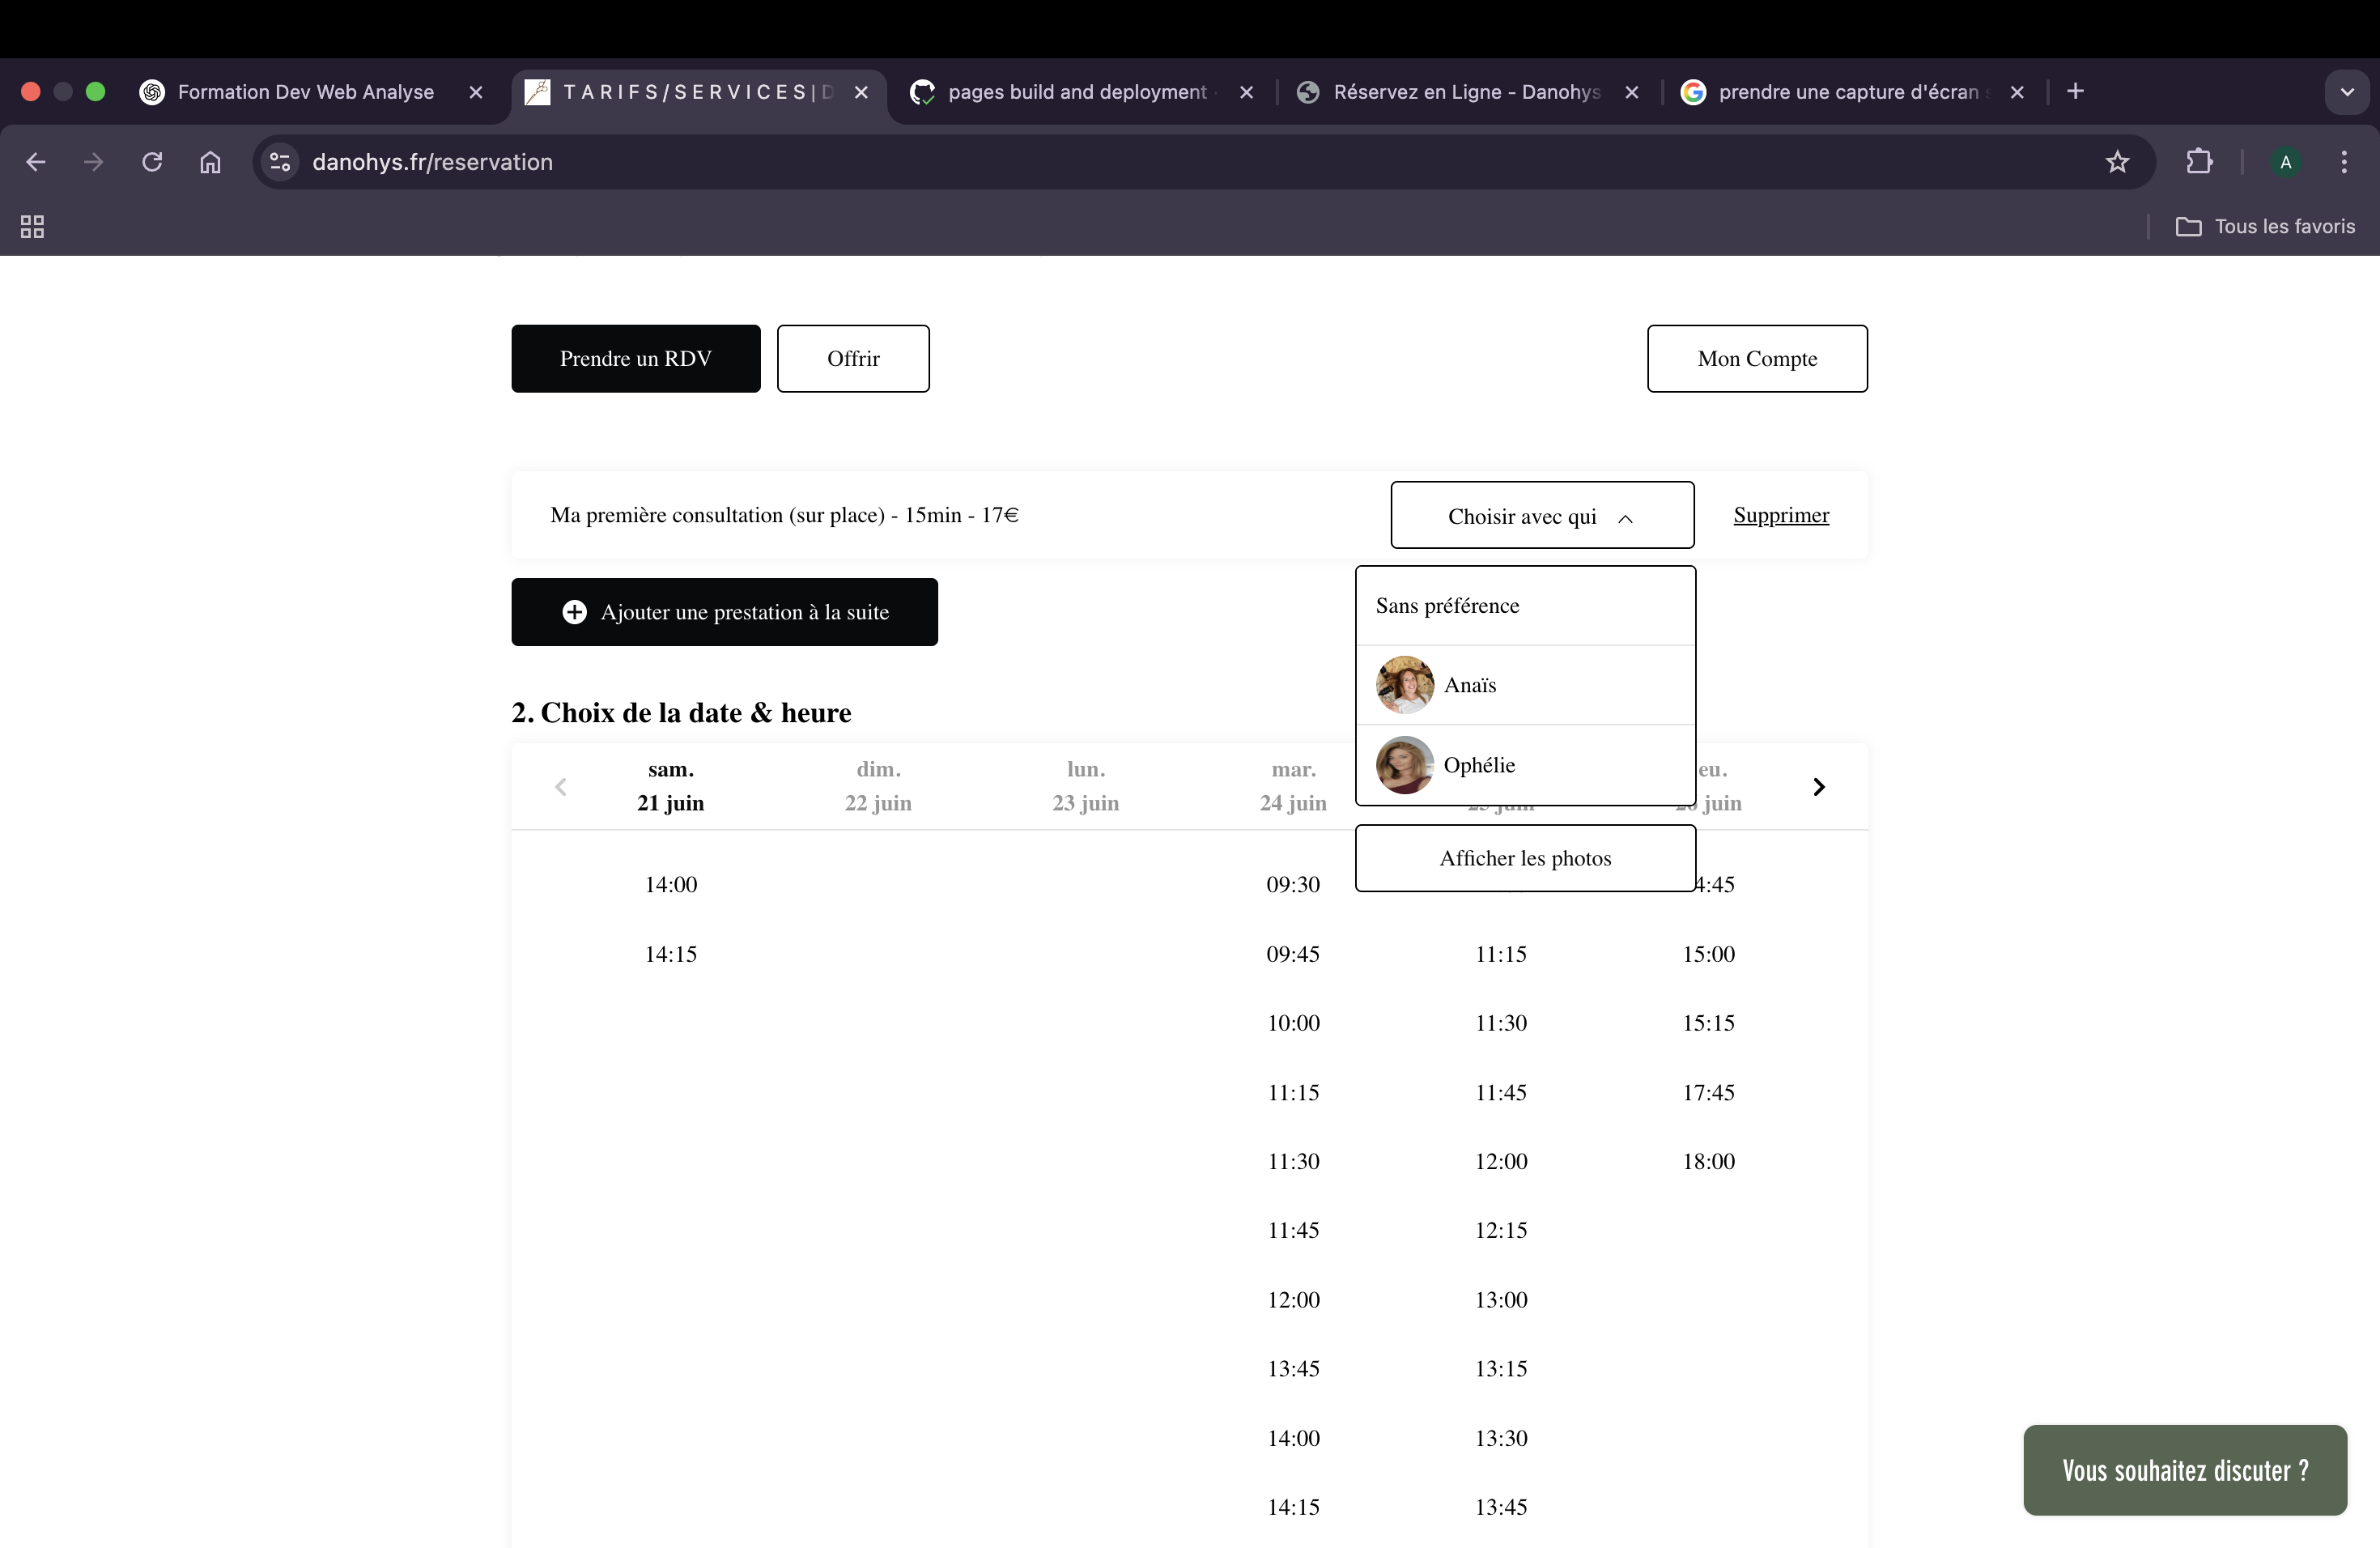 Formation Dev Web Analyse
TARIFS/SERVICES|D
pages build and deployment
Réservez en Ligne - Danohys
prendre une capture d'écran
danohys.fr/reservation
A
Tous les favoris
Prendre un RDV
Offrir
Mon Compte
Ma première consultation (sur place) - 15min - 17€
Choisir avec qui
Supprimer
Sans préférence
Ajouter une prestation à la suite
Anaïs
2. Choix de la date & heure
Ophélie
sam. dim. lun. mar. eu.
21 juin 22 juin 23 juin 24 juin juin
Afficher les photos
14:00 09:30 4:45
14:15 09:45 11:15 15:00
10:00 11:30 15:15
11:15 11:45 17:45
11:30 12:00 18:00
11:45 12:15
12:00 13:00
13:45 13:15
14:00 13:30
14:15 13:45
Vous souhaitez discuter ?